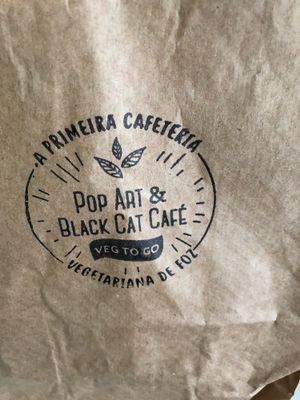 A PRIMEIRA CAFETERIA
POP ART &
BLACK CAT CAFÉ
VEG TO GO
VEGETARIANA DE FOZ